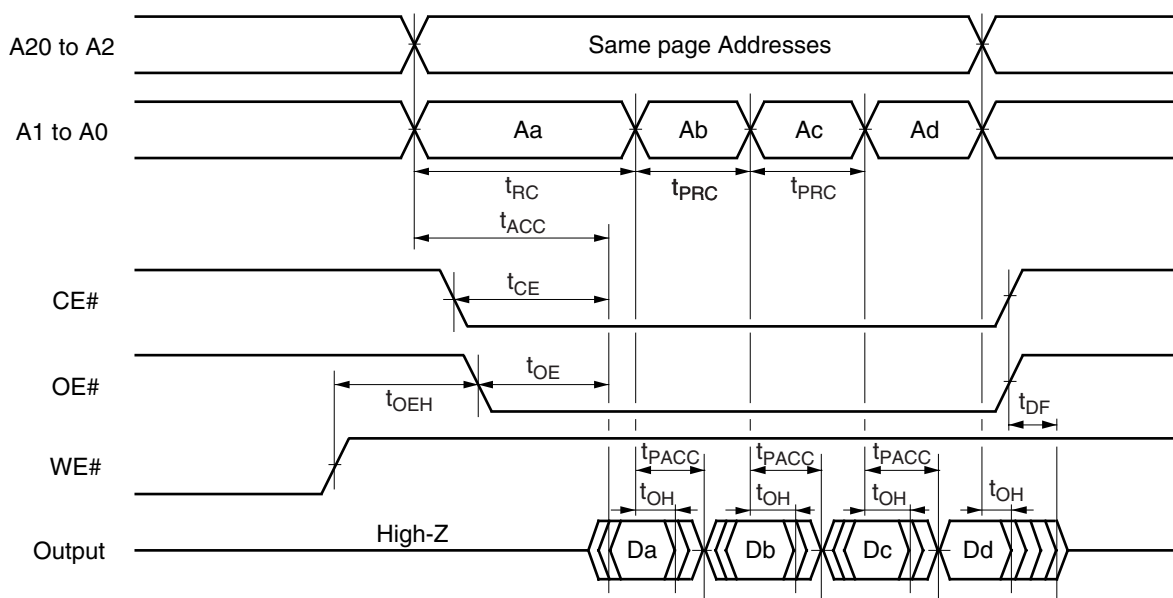 A20 to A2
Same page Addresses
A1 to A0
Aa
Ab
Ac
Ad
tRC
tPRC
tPRC
tACC
CE#
tCE
OE#
tOE
tOEH
tDF
WE#
tPACC
tPACC
tPACC
tOH
tOH
tOH
tOH
Output
High-Z
Da
Db
Dc
Dd